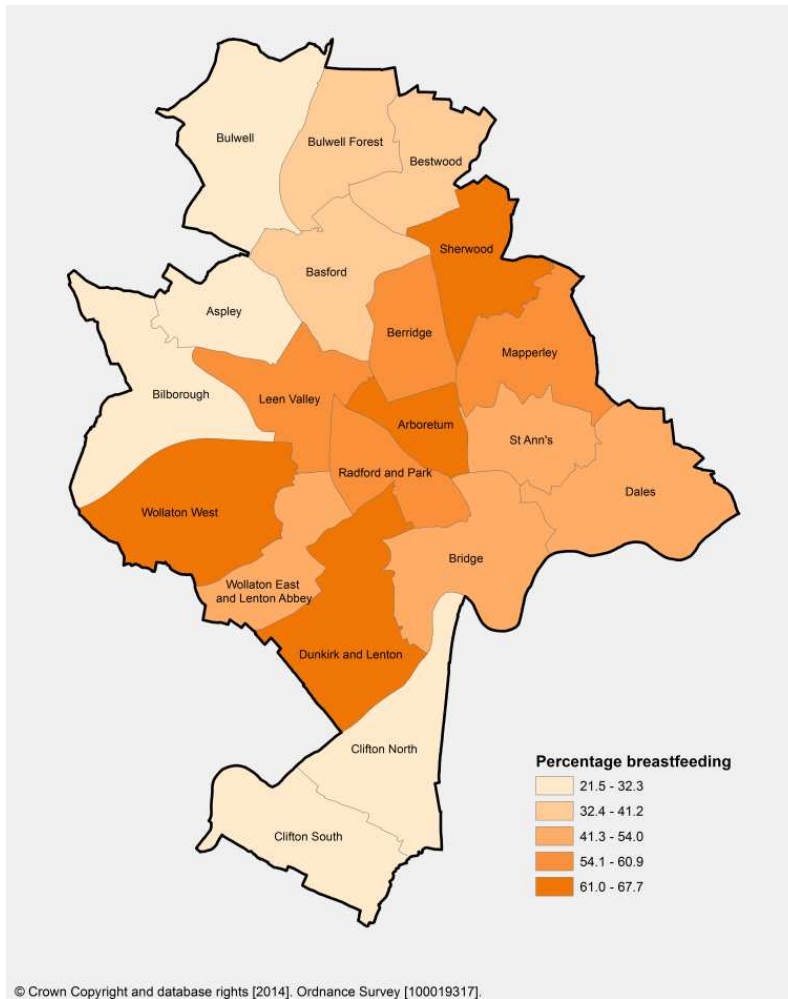 Bulwell
Bulwell Forest
Bestwood
Sherwood
Basford
Aspley
Berridge
Mapperley
Bilborough
Leen Valley
Arboretum
St Ann's
Radford and Park
Dales
Wollaton West
Bridge
Wollaton East
and Lenton Abbey
Dunkirk and Lenton
Clifton North
Clifton South
Percentage breastfeeding
21.5 - 32.3
32.4 - 41.2
41.3 - 54.0
54.1 - 60.9
61.0 - 67.7
© Crown Copyright and database rights [2014]. Ordnance Survey [100019317].